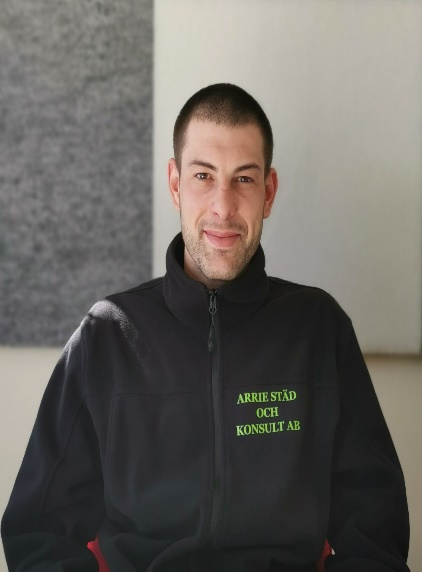 ARRIE STÄD
OCH
KONSULT AB